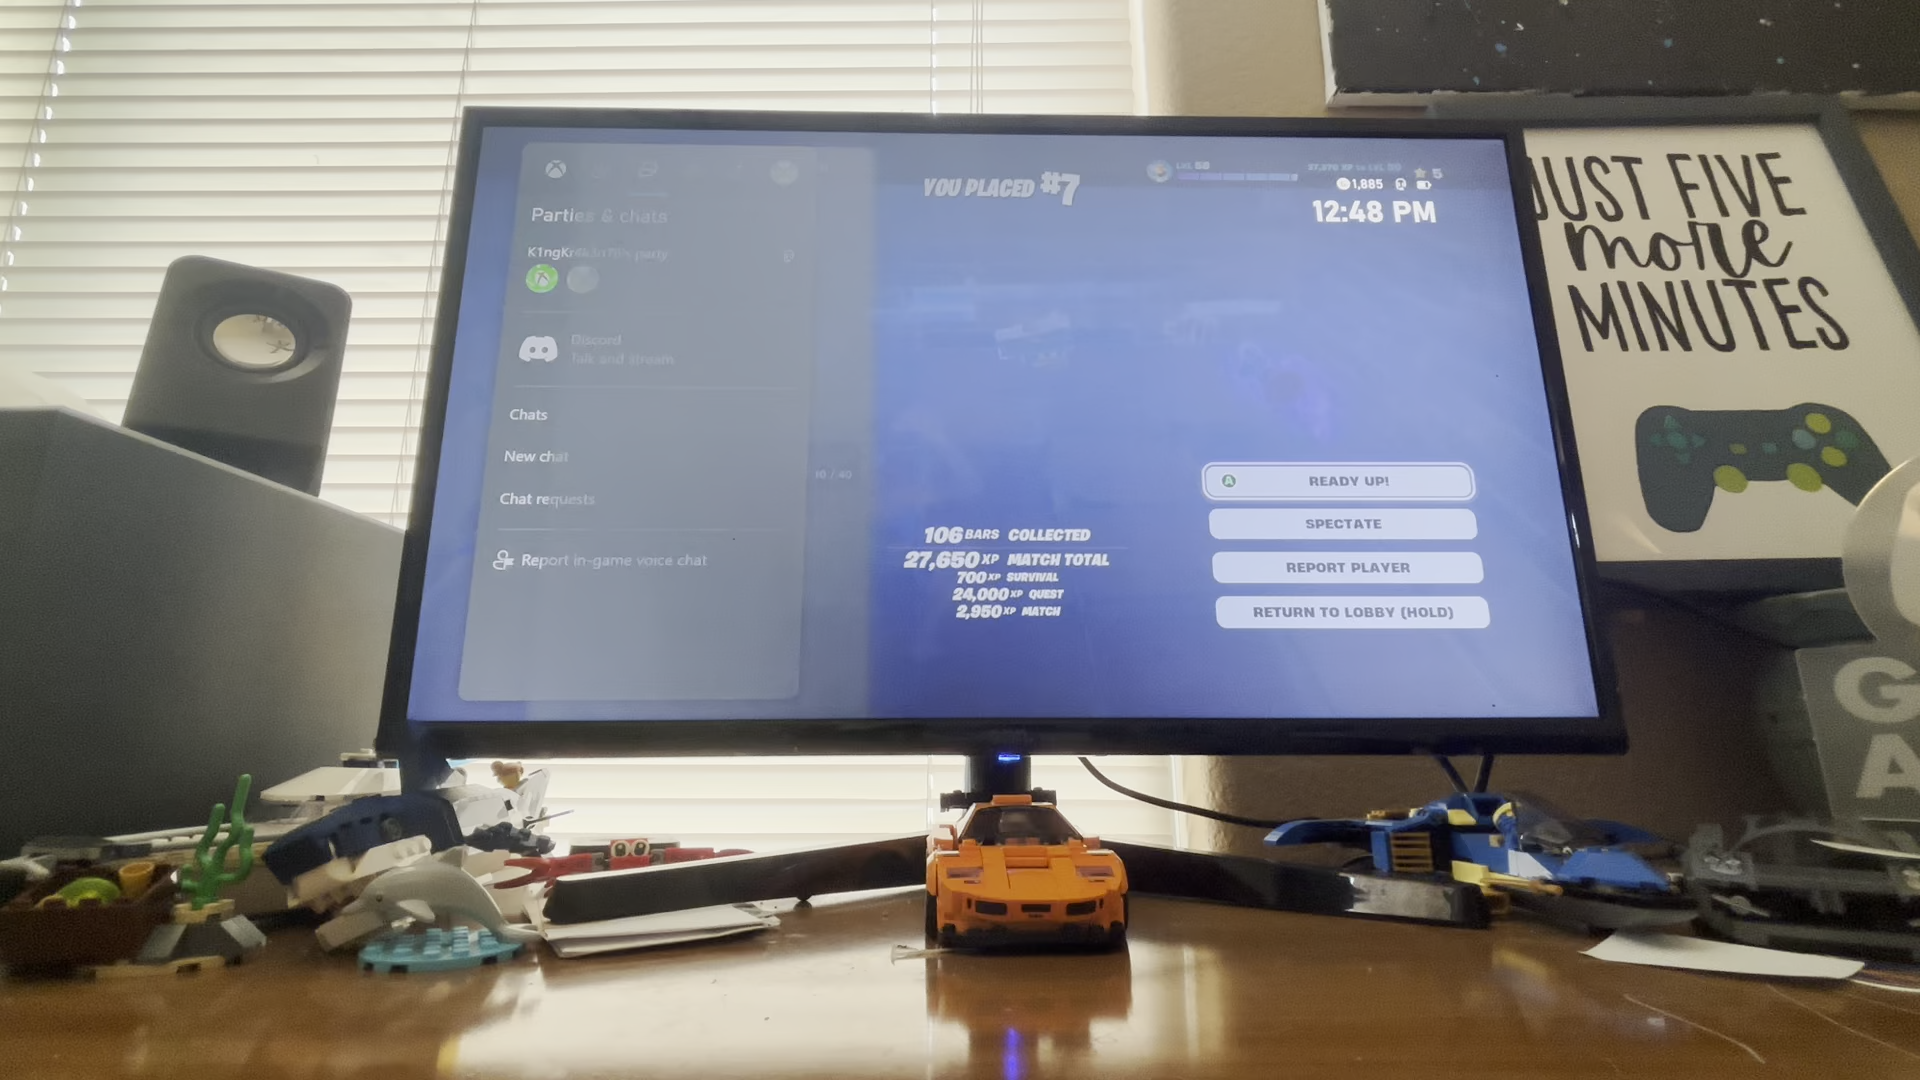 Parties & chats
Discord
Talk and stream
Chats
New chat
Chat requests
Report in-game voice chat
YOU PLACED #7
5
1,885
12:48 PM
106 BARS COLLECTED
27,650 XP MATCH TOTAL
700 XP SURVIVAL
24,000 XP QUEST
2,950 XP MATCH
A READY UP!
SPECTATE
REPORT PLAYER
RETURN TO LOBBY (HOLD)
JUST FIVE
more
MINUTES
G
A